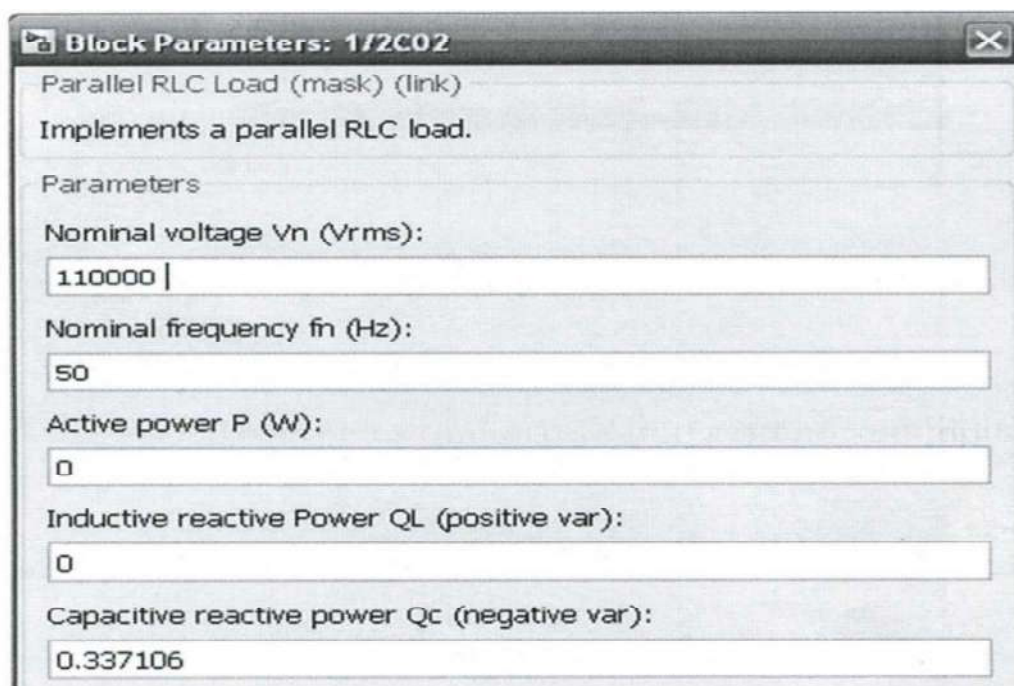 Block Parameters: 1/2C02
Parallel RLC Load (mask) (link)
Implements a parallel RLC load.
Parameters
Nominal voltage Vn (Vrms):
110000
Nominal frequency fn (Hz):
50
Active power P (W):
0
Inductive reactive Power QL (positive var):
0
Capacitive reactive power Qc (negative var):
0.337106